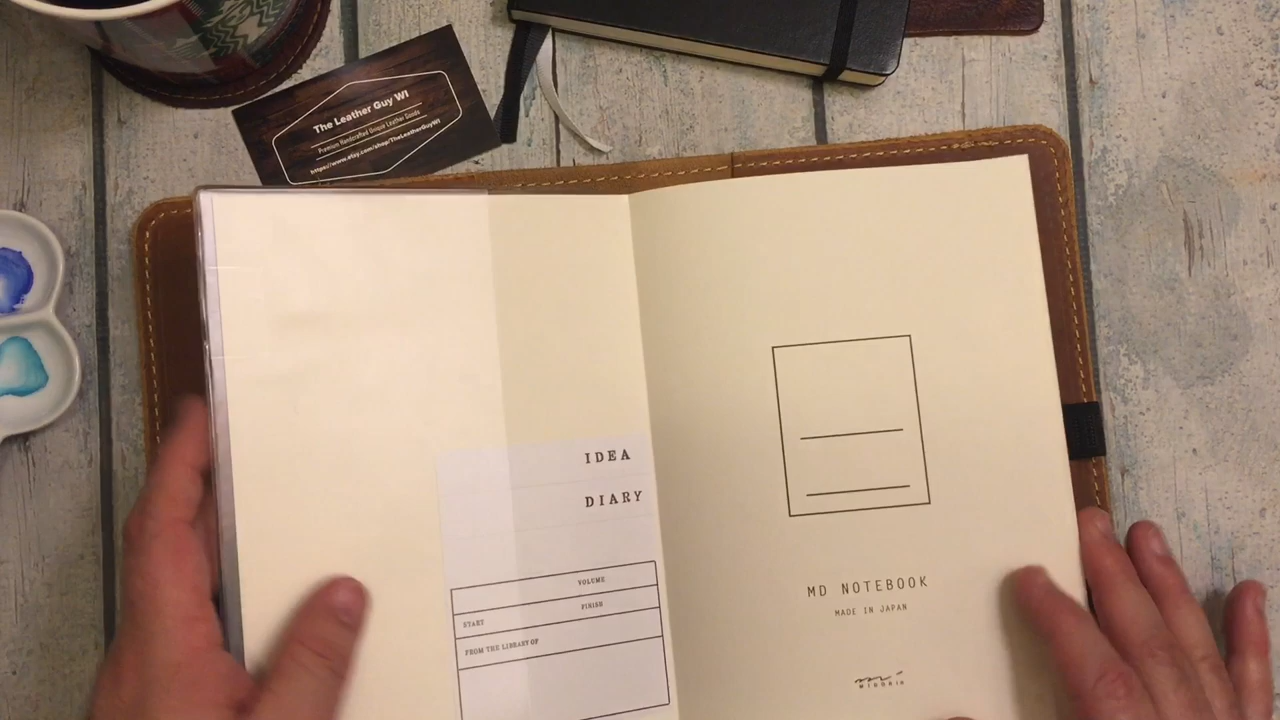 The Leather Guy WI
Premium Handcrafted Unique Leather Goods
https://www.etsy.com/shop/TheLeatherGuyWI
IDEA
DIARY
VOLUME
FINISH
START
FROM THE LIBRARY OF
MD NOTEBOOK
MADE IN JAPAN
MIDORI